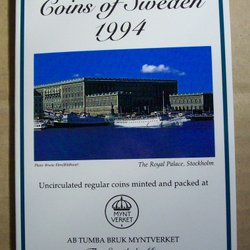 Coins of Sweden
1994
The Royal Palace, Stockholm
Uncirculated regular coins minted and packed at
MYNT
VERKET
AB TUMBA BRUK MYNTVERKET